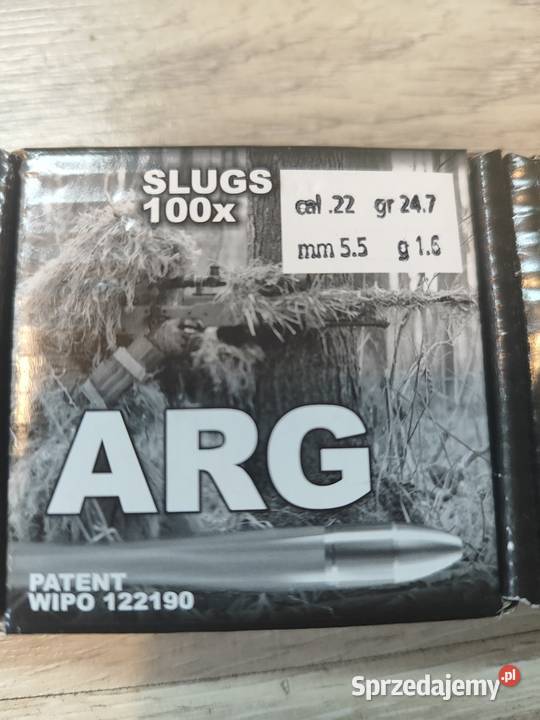 SLUGS
100x
cal .22 gr 24.7
mm 5.5 g 1.6
ARG
PATENT
WIPO 122190
Sprzedajemy.pl